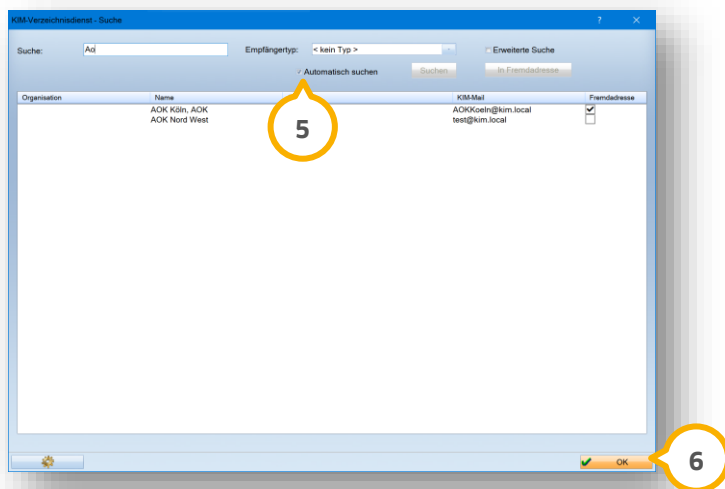 KIM-Verzeichnisdienst - Suche ? ×
Suche: Ao Empfängertyp: < kein Typ > Erweiterte Suche
Automatisch suchen Suchen In Fremdadresse
Organisation Name KIM-Mail Fremdadresse
AOK Köln, AOK AOKKoeln@kim.local
AOK Nord West test@kim.local
5
OK 6